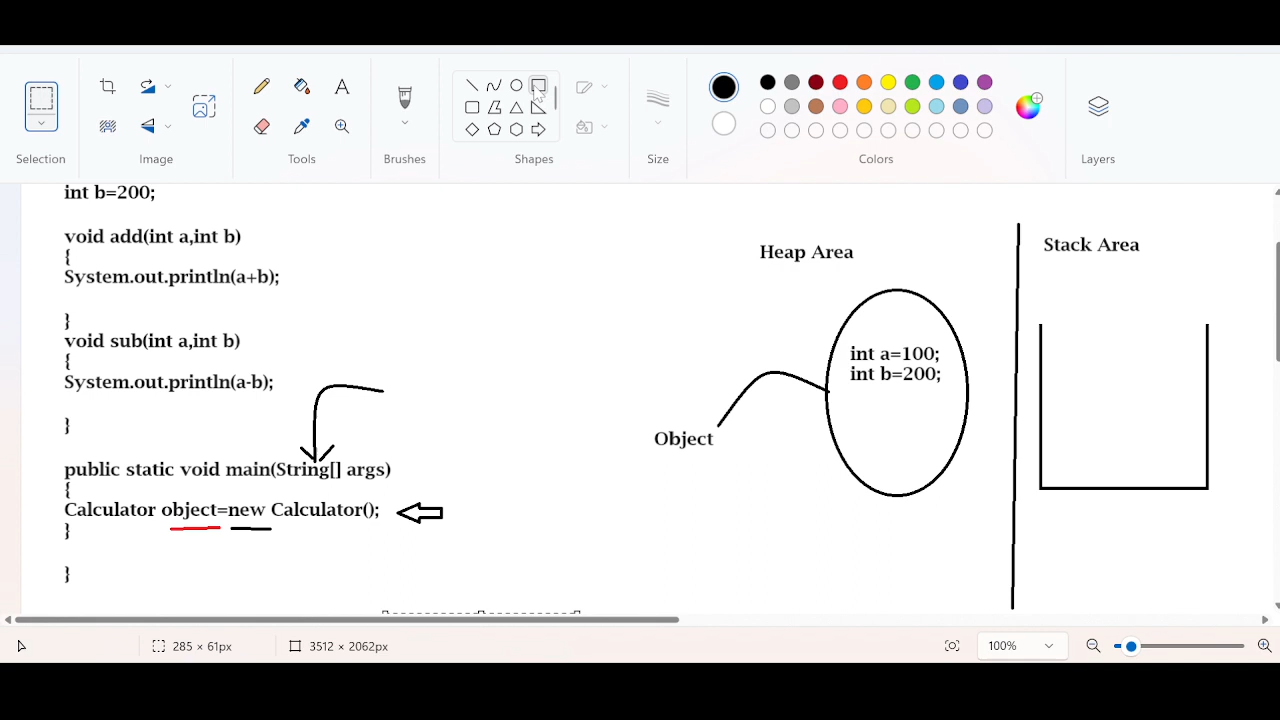 Selection
Image
Tools
Brushes
Shapes
Size
Colors
Layers
int b=200;
void add(int a,int b)
{
System.out.println(a+b);
}
void sub(int a,int b)
{
System.out.println(a-b);
}
public static void main(String[] args)
{
Calculator object=new Calculator();
}
}
Heap Area
int a=100;
int b=200;
Object
Stack Area
285 × 61px
3512 × 2062px
100%